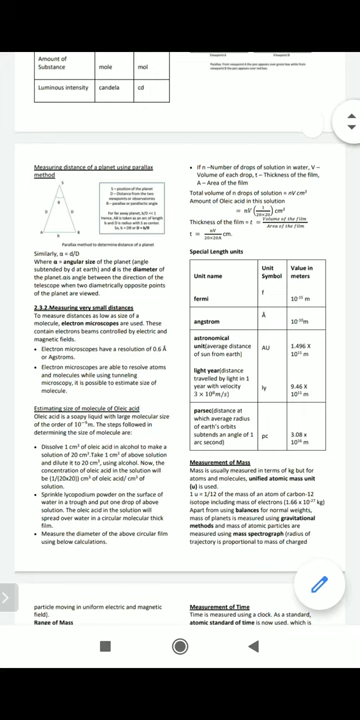 Amount of
Substance
mole
mol
Luminous intensity
candela
cd
Measuring distance of a planet using parallax
method
Parallax method to determine distance of a planet
Similarly, α = d/D
Where α = angular size of the planet (angle
subtended by d at earth) and d is the diameter of
the planet.αis angle between the direction of the
telescope when two diametrically opposite points
of the planet are viewed.
2.3.2.Measuring very small distances
To measure distances as low as size of a
molecule, electron microscopes are used. These
contain electrons beams controlled by electric and
magnetic fields.
• Electron microscopes have a resolution of 0.6 Å
or Agstroms.
• Electron microscopes are able to resolve atoms
and molecules while using tunneling
microscopy, it is possible to estimate size of
molecule.
Estimating size of molecule of Oleic acid
Oleic acid is a soapy liquid with large molecular size
of the order of 10⁻⁹m. The steps followed in
determining the size of molecule are:
• Dissolve 1 cm³ of oleic acid in alcohol to make a
solution of 20 cm³.Take 1 cm³ of above solution
and dilute it to 20 cm³, using alcohol. Now, the
concentration of oleic acid in the solution will
be (1/(20x20)) cm³ of oleic acid/ cm³ of
solution.
• Sprinkle lycopodium powder on the surface of
water in a trough and put one drop of above
solution. The oleic acid in the solution will
spread over water in a circular molecular thick
film.
• Measure the diameter of the above circular film
using below calculations.
• If n –Number of drops of solution in water, V –
Volume of each drop, t – Thickness of the film,
A – Area of the film
Total volume of n drops of solution = nV cm³
Amount of Oleic acid in this solution
= nV (1/20×20) cm³
Thickness of the film = t = Volume of the film / Area of the film
t = nV/20×20A cm.
Special Length units
Unit name
Unit
Symbol
Value in
meters
fermi
f
10⁻¹⁵ m
angstrom
Å
10⁻¹⁰m
astronomical
unit(average distance
of sun from earth)
AU
1.496 X
10¹¹ m
light year(distance
travelled by light in 1
year with velocity
3 × 10⁸m/s)
ly
9.46 X
10¹⁵ m
parsec(distance at
which average radius
of earth's orbits
subtends an angle of 1
arc second)
pc
3.08 x
10¹⁶ m
Measurement of Mass
Mass is usually measured in terms of kg but for
atoms and molecules, unified atomic mass unit
(u) is used.
1 u = 1/12 of the mass of an atom of carbon-12
isotope including mass of electrons (1.66 x 10⁻²⁷ kg)
Apart from using balances for normal weights,
mass of planets is measured using gravitational
methods and mass of atomic particles are
measured using mass spectrograph (radius of
trajectory is proportional to mass of charged
particle moving in uniform electric and magnetic
field).
Range of Mass
Measurement of Time
Time is measured using a clock. As a standard,
atomic standard of time is now used, which is